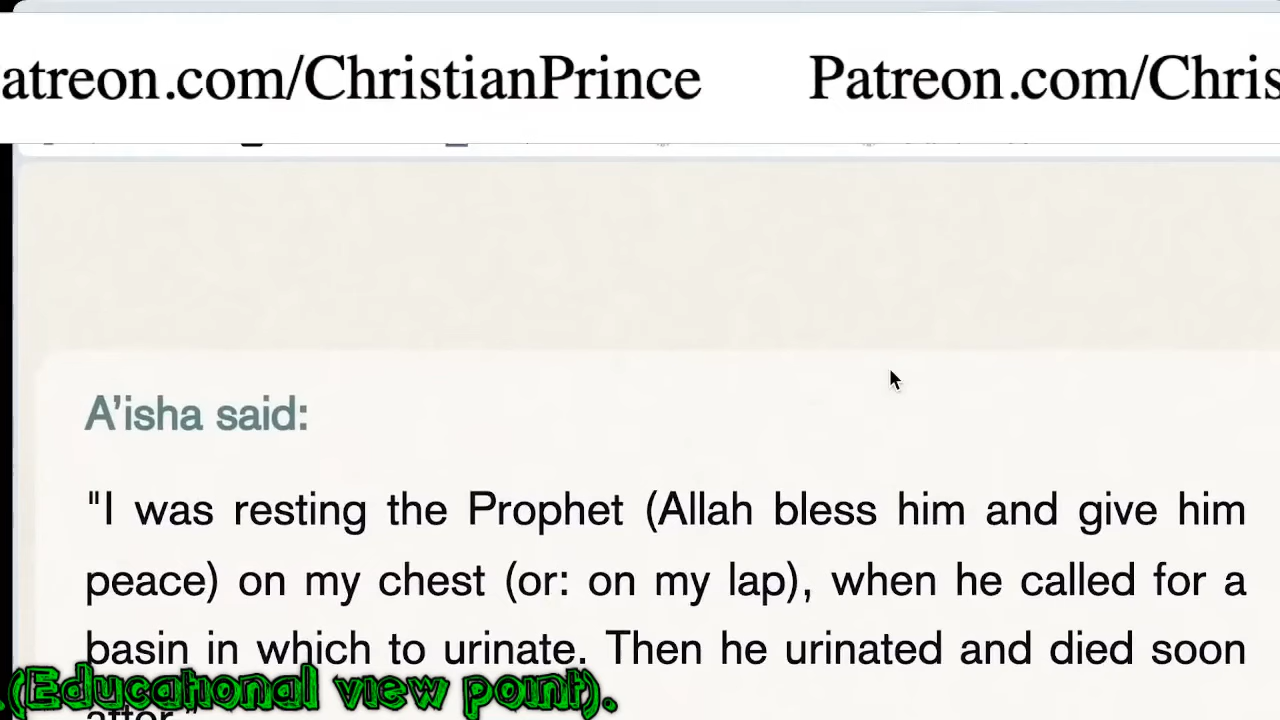 atreon.com/ChristianPrince Patreon.com/Chris
A'isha said:
"I was resting the Prophet (Allah bless him and give him
peace) on my chest (or: on my lap), when he called for a
basin in which to urinate. Then he urinated and died soon
.(Educational view point).
after."